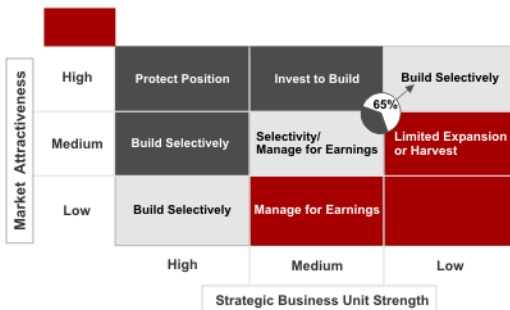 High
Protect Position
Invest to Build
Build Selectively
65%
Market Attractiveness
Medium
Build Selectively
Selectivity/
Manage for Earnings
Limited Expansion
or Harvest
Low
Build Selectively
Manage for Earnings
High
Medium
Low
Strategic Business Unit Strength